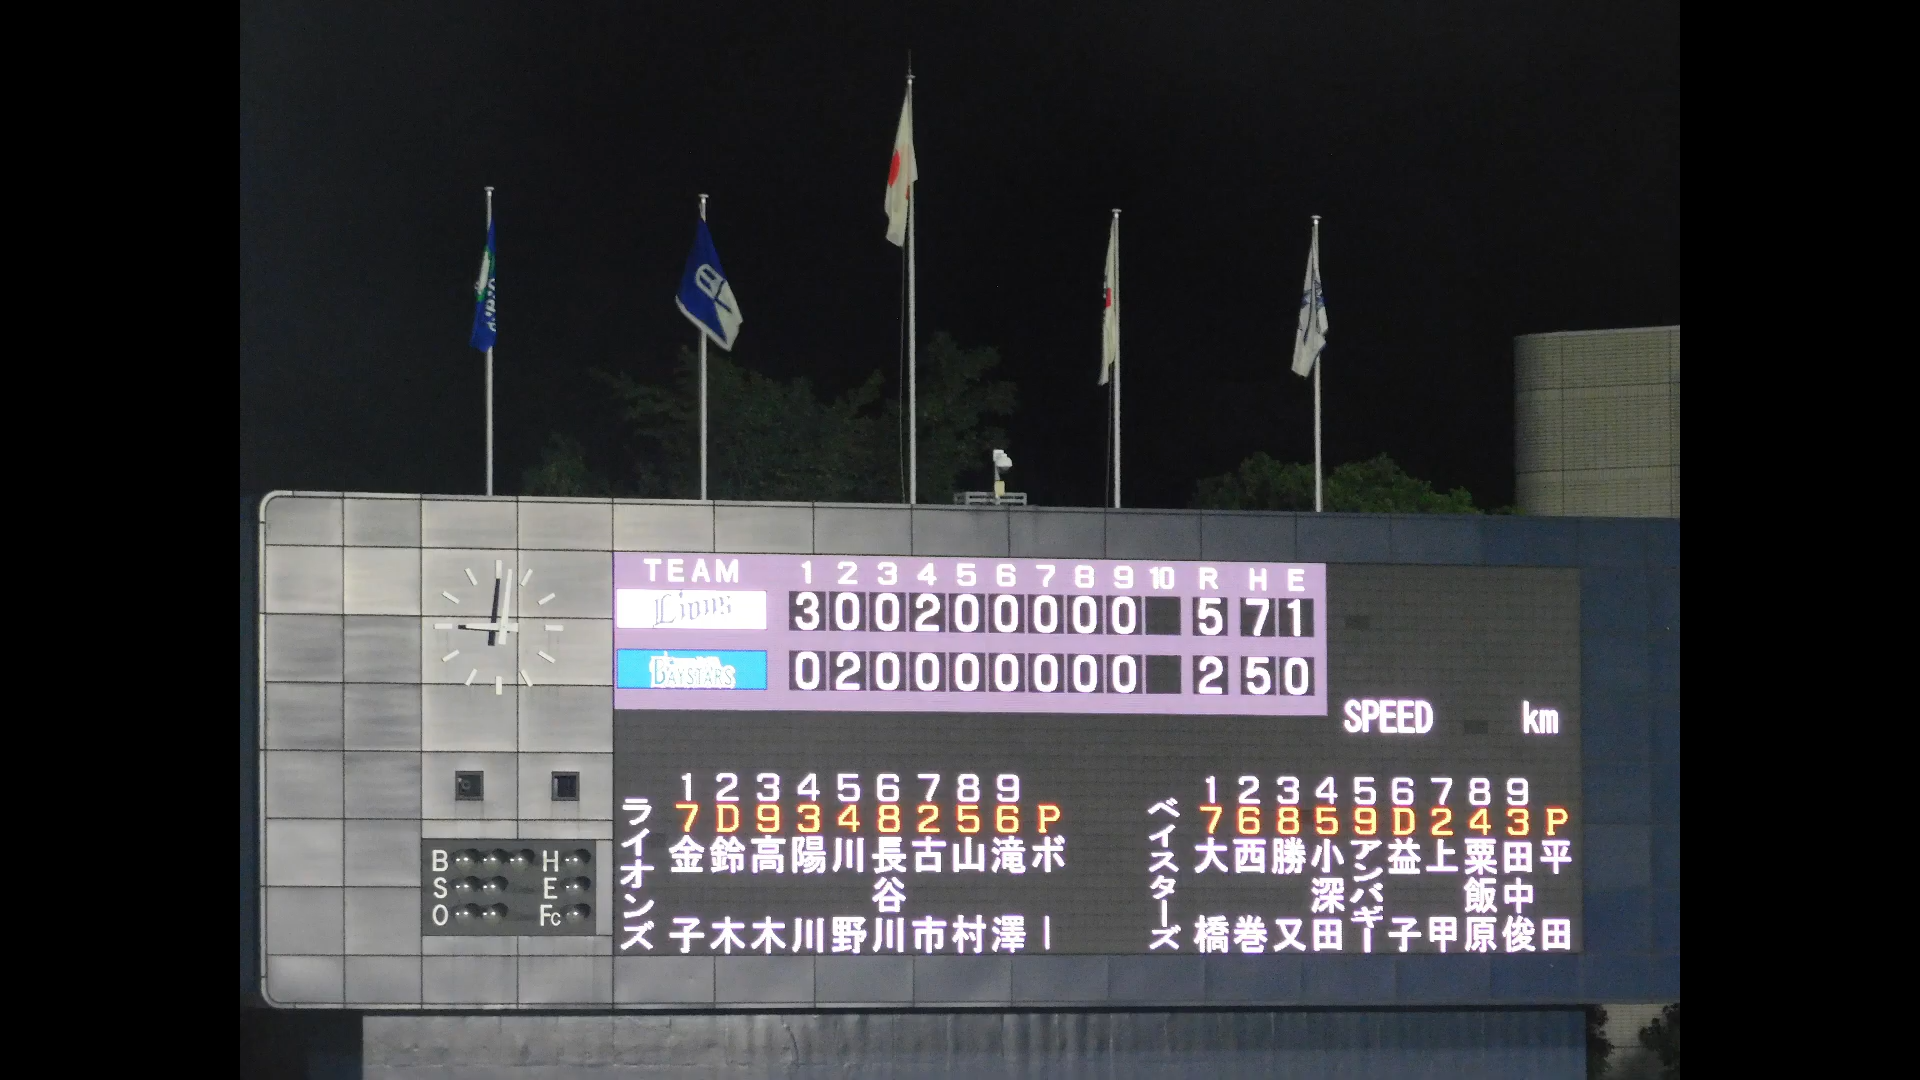 TEAM 1 2 3 4 5 6 7 8 9 10 R H E
Lions 3 0 0 2 0 0 0 0 0 5 7 1
BAYSTARS 0 2 0 0 0 0 0 0 0 2 5 0
SPEED km
B H
S E
O Fc
ライオンズ
1 2 3 4 5 6 7 8 9
7 D 9 3 4 8 2 5 6 P
金子
鈴木
高木
陽川
川野
長谷川
古市
山村
滝澤
ボー
ベイスターズ
1 2 3 4 5 6 7 8 9
7 6 8 5 9 D 2 4 3 P
大橋
西巻
勝又
小深田
アンバギー
益子
上甲
粟飯原
田中俊
平田